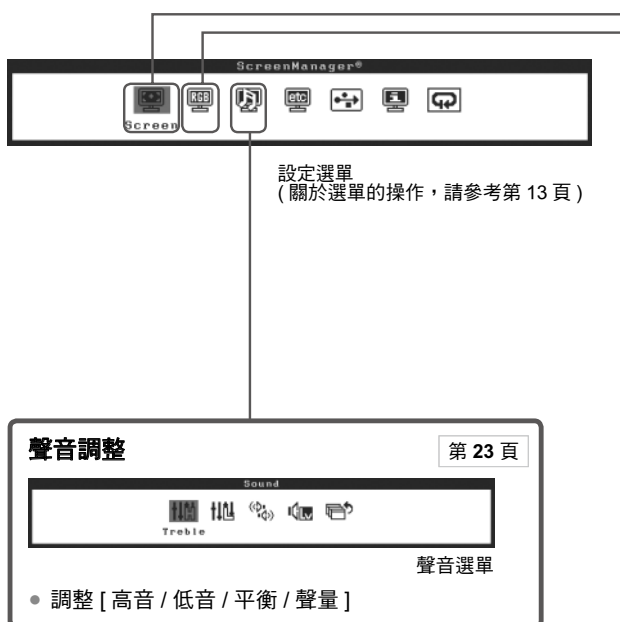 ScreenManager®
RGB etc
Screen
設定選單
( 關於選單的操作，請參考第 13 頁 )
聲音調整
第 23 頁
Sound
Treble
聲音選單
● 調整 [ 高音 / 低音 / 平衡 / 聲量 ]